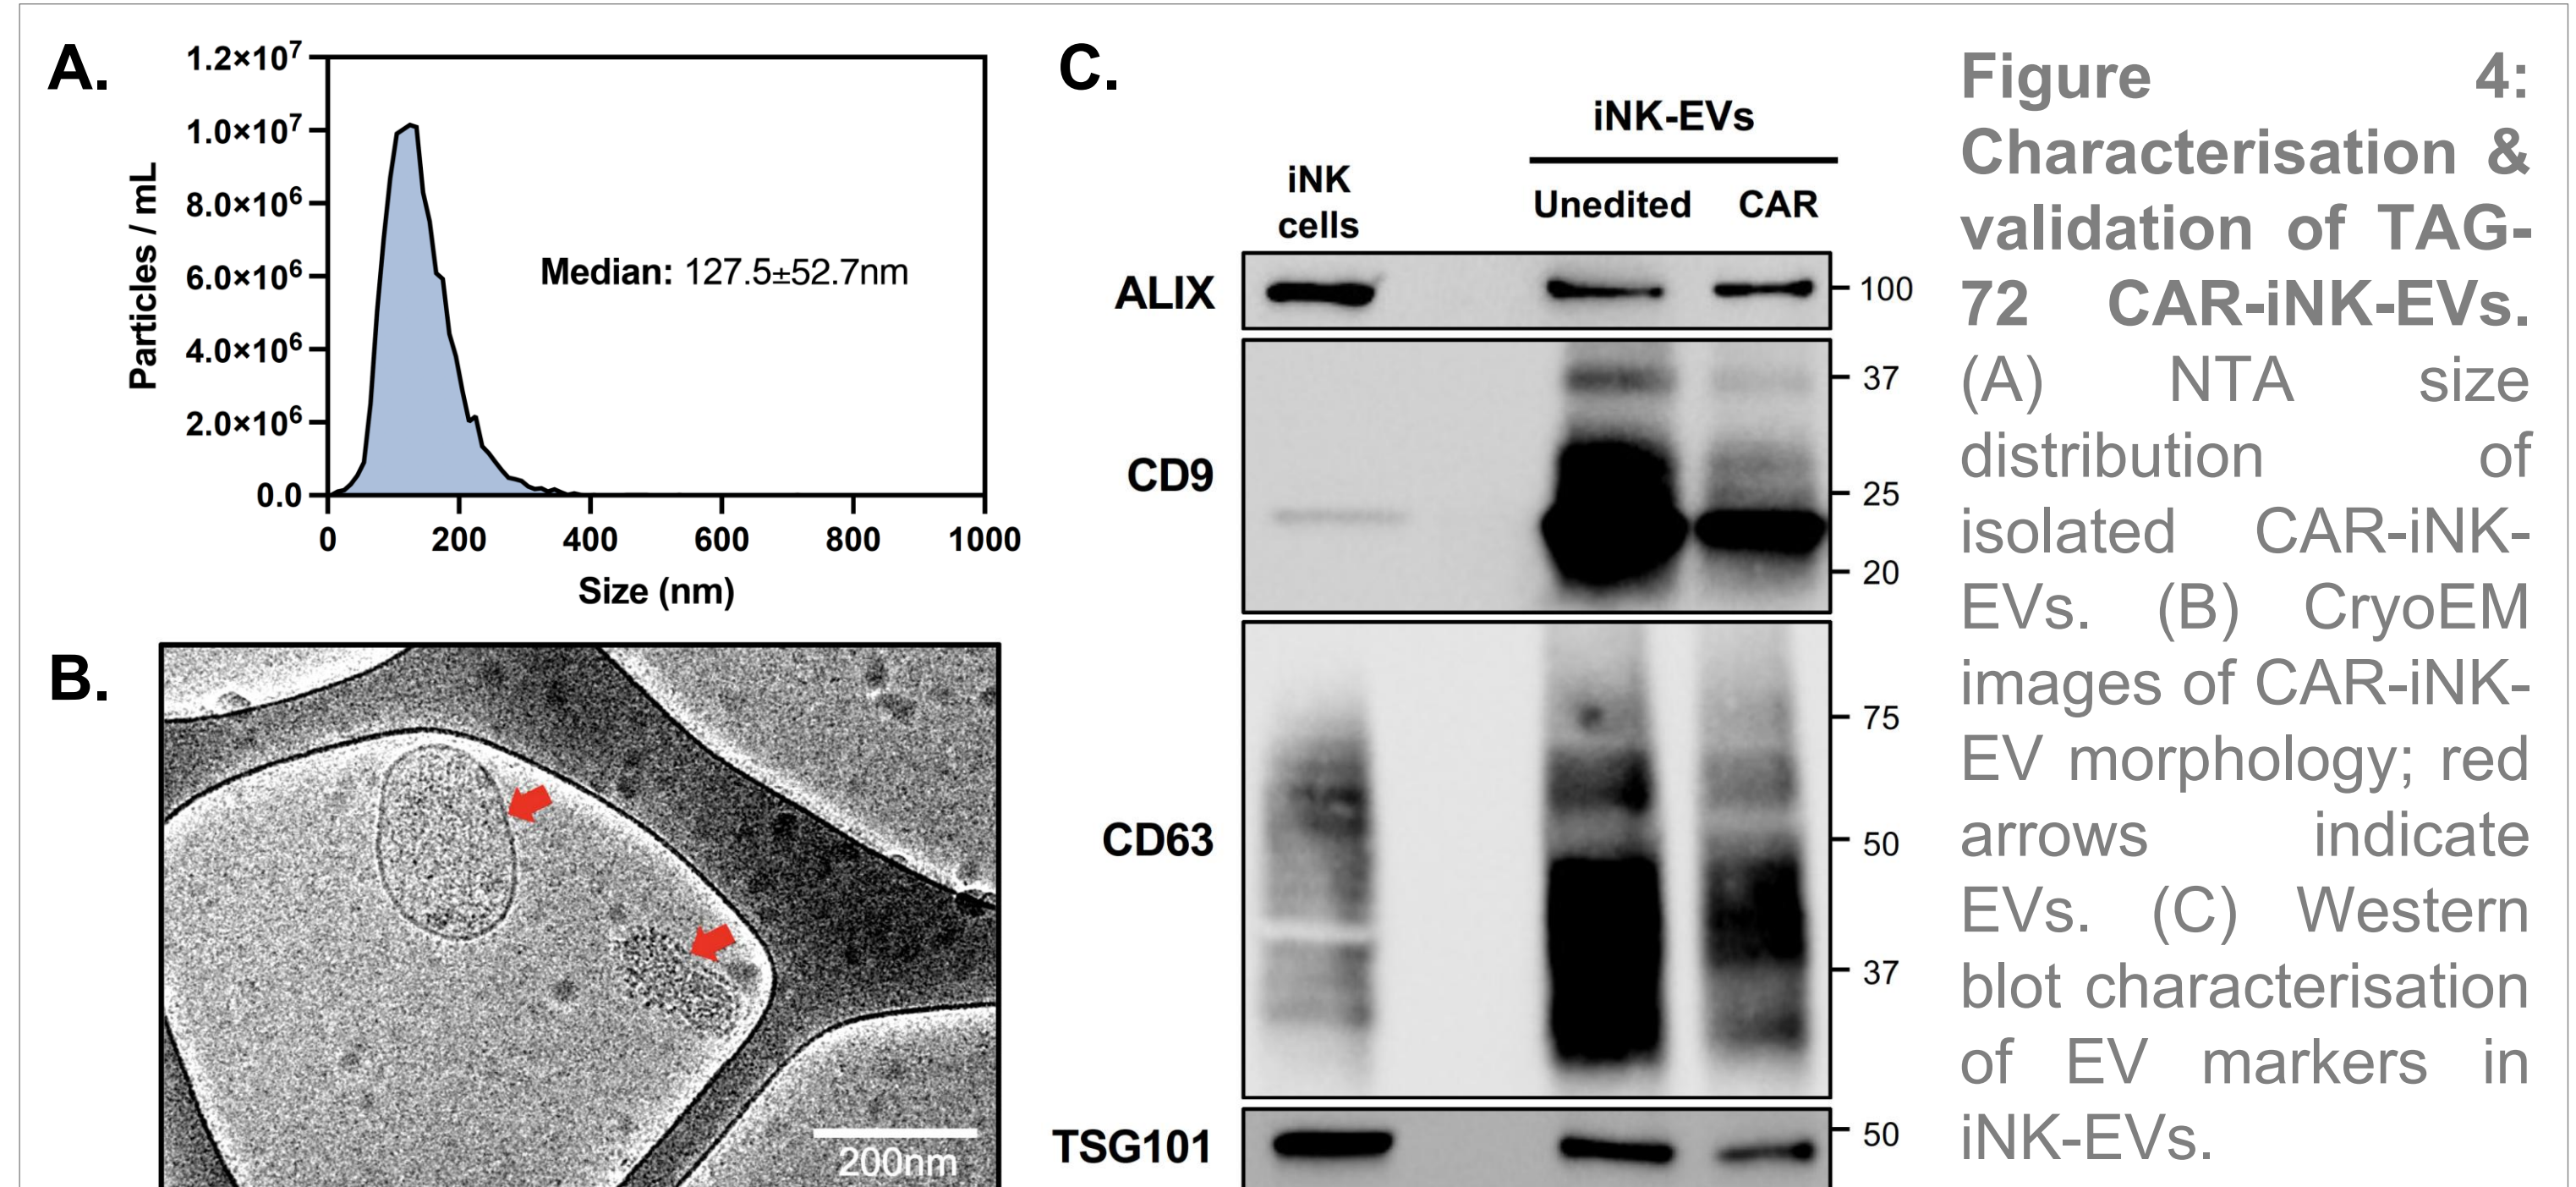 A.
1.2×10⁷
1.0×10⁷
8.0×10⁶
6.0×10⁶
4.0×10⁶
2.0×10⁶
0.0
Particles / mL
Median: 127.5±52.7nm
0 200 400 600 800 1000
Size (nm)
B.
200nm
C.
iNK-EVs
iNK
cells
Unedited CAR
ALIX
100
CD9
37
25
20
CD63
75
50
37
TSG101
50
Figure 4:
Characterisation &
validation of TAG-
72 CAR-iNK-EVs.
(A) NTA size
distribution of
isolated CAR-iNK-
EVs. (B) CryoEM
images of CAR-iNK-
EV morphology; red
arrows indicate
EVs. (C) Western
blot characterisation
of EV markers in
iNK-EVs.